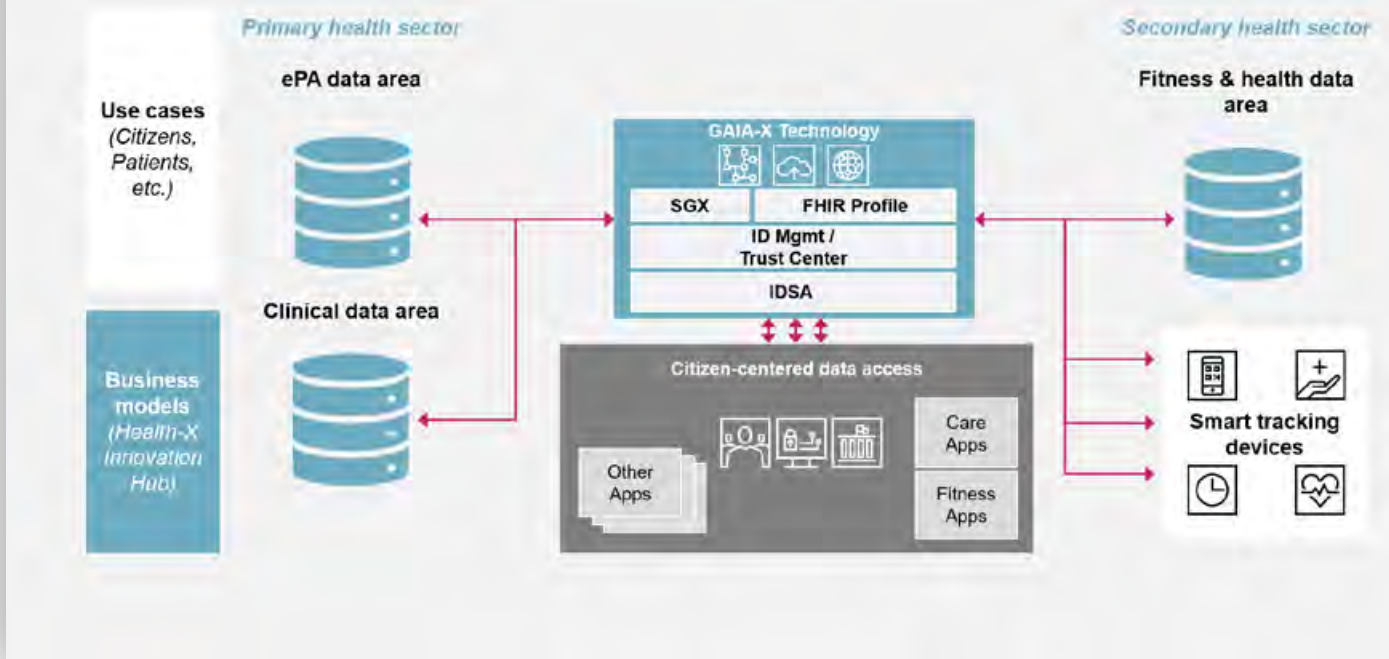 Primary health sector
Secondary health sector
Use cases
(Citizens,
Patients,
etc.)
Business
models
(Health-X
Innovation
Hub)
ePA data area
Clinical data area
GAIA-X Technology
SGX
FHIR Profile
ID Mgmt /
Trust Center
IDSA
Citizen-centered data access
Other
Apps
Care
Apps
Fitness
Apps
Fitness & health data
area
Smart tracking
devices